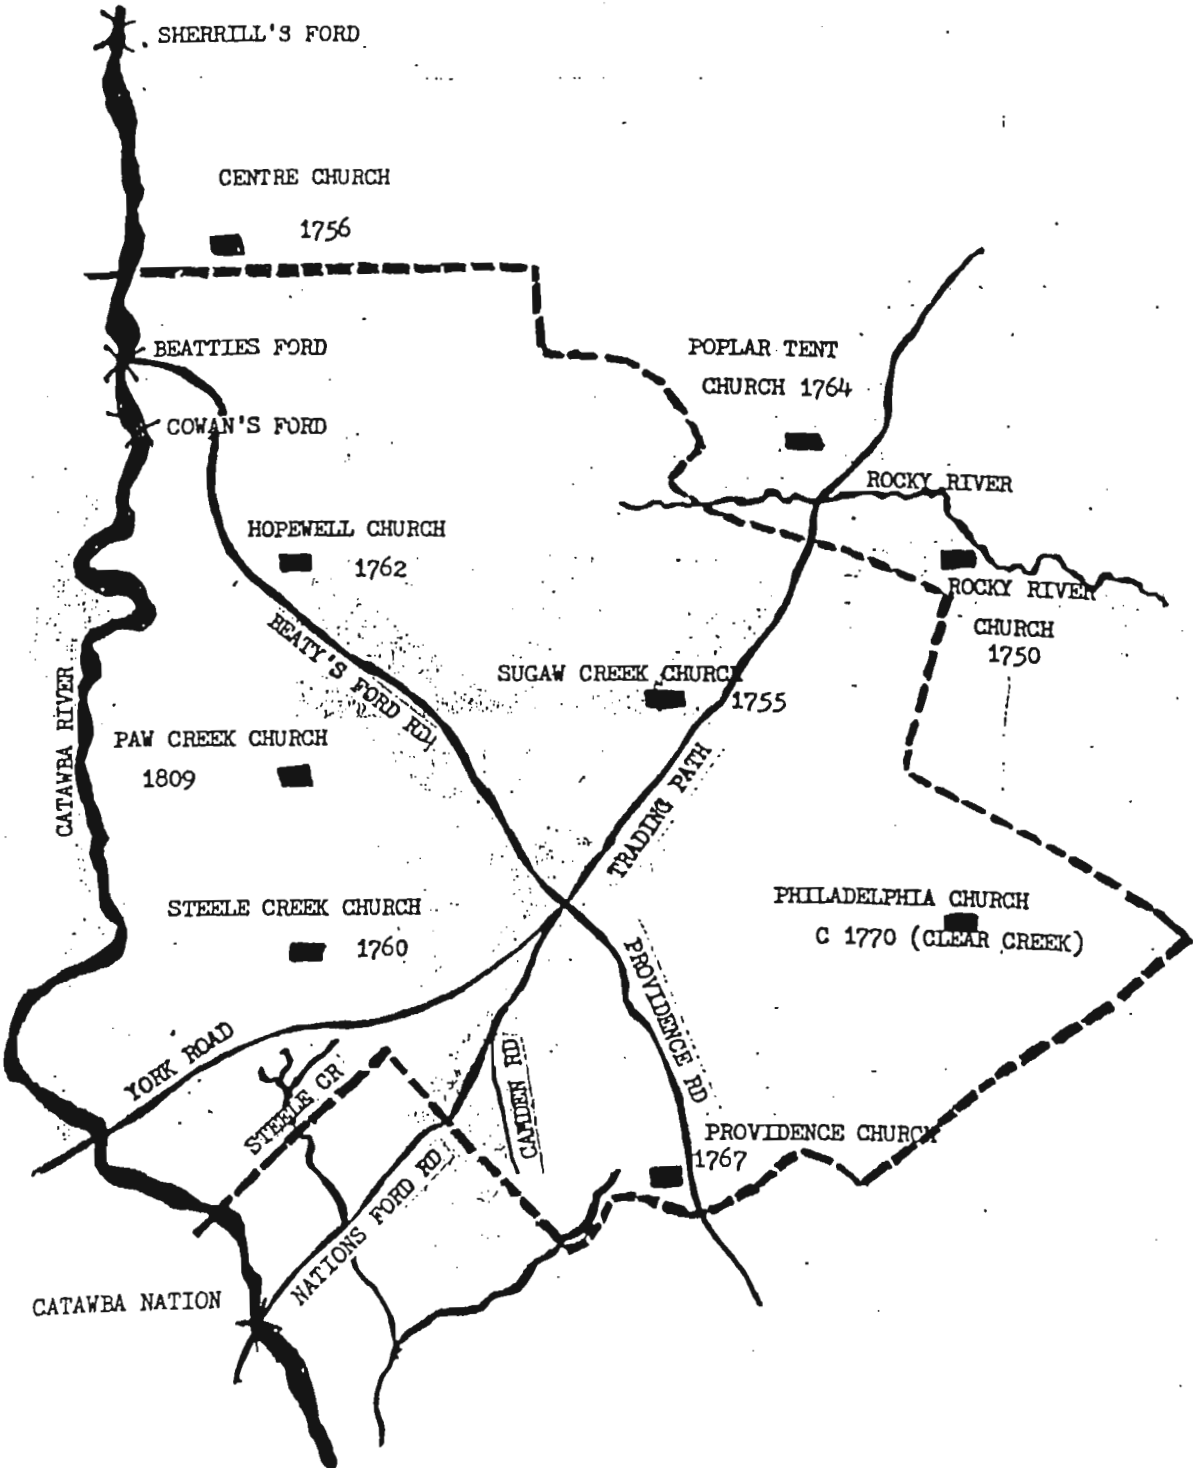 SHERRILL'S FORD
CENTRE CHURCH
1756
BEATTIES FORD
POPLAR TENT
CHURCH 1764
COWAN'S FORD
ROCKY RIVER
HOPEWELL CHURCH
1762
ROCKY RIVER
CHURCH
1750
BEATY'S FORD RD
SUGAW CREEK CHURCH
1755
CATAWBA RIVER
PAW CREEK CHURCH
1809
TRADING PATH
STEELE CREEK CHURCH
1760
PHILADELPHIA CHURCH
C 1770 (CLEAR CREEK)
PROVIDENCE RD
YORK ROAD
STEELE CR
CAMDEN RD
PROVIDENCE CHURCH
1767
NATIONS FORD RD
CATAWBA NATION